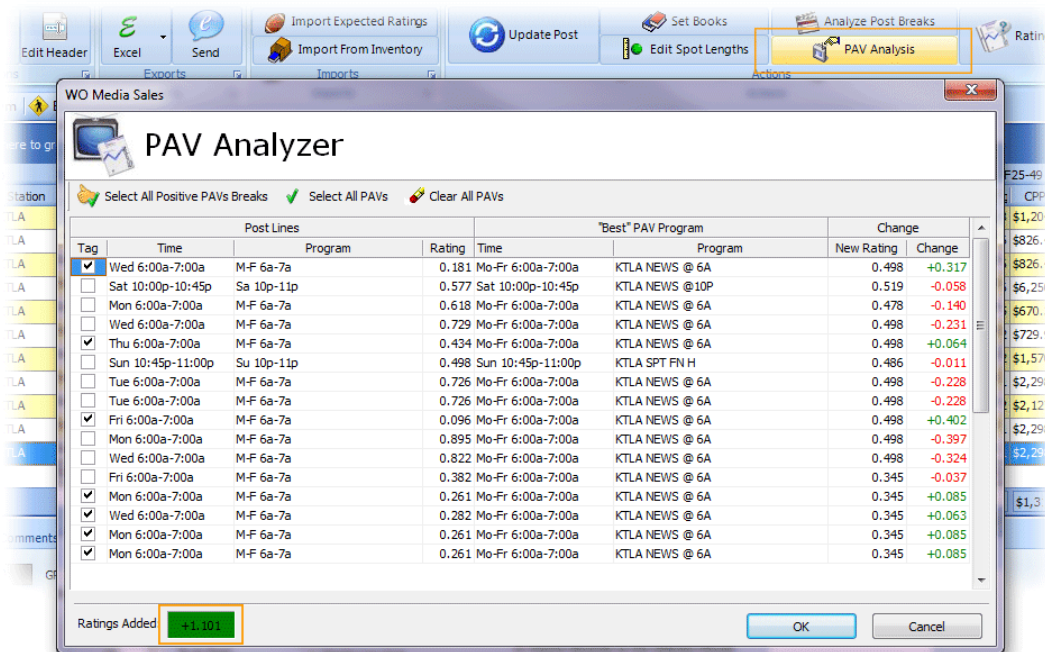 Import Expected Ratings
Set Books
Analyze Post Breaks
Edit Header
Excel
Send
Import From Inventory
Update Post
Edit Spot Lengths
PAV Analysis
Exports
Imports
Actions
WO Media Sales
PAV Analyzer
Select All Positive PAVs Breaks Select All PAVs Clear All PAVs
Post Lines "Best" PAV Program Change
Tag Time Program Rating Time Program New Rating Change
Wed 6:00a-7:00a M-F 6a-7a 0.181 Mo-Fr 6:00a-7:00a KTLA NEWS @ 6A 0.498 +0.317
Sat 10:00p-10:45p Sa 10p-11p 0.577 Sat 10:00p-10:45p KTLA NEWS @10P 0.519 -0.058
Mon 6:00a-7:00a M-F 6a-7a 0.618 Mo-Fr 6:00a-7:00a KTLA NEWS @ 6A 0.478 -0.140
Wed 6:00a-7:00a M-F 6a-7a 0.729 Mo-Fr 6:00a-7:00a KTLA NEWS @ 6A 0.498 -0.231
Thu 6:00a-7:00a M-F 6a-7a 0.434 Mo-Fr 6:00a-7:00a KTLA NEWS @ 6A 0.498 +0.064
Sun 10:45p-11:00p Su 10p-11p 0.498 Sun 10:45p-11:00p KTLA SPT FN H 0.486 -0.011
Tue 6:00a-7:00a M-F 6a-7a 0.726 Mo-Fr 6:00a-7:00a KTLA NEWS @ 6A 0.498 -0.228
Tue 6:00a-7:00a M-F 6a-7a 0.726 Mo-Fr 6:00a-7:00a KTLA NEWS @ 6A 0.498 -0.228
Fri 6:00a-7:00a M-F 6a-7a 0.096 Mo-Fr 6:00a-7:00a KTLA NEWS @ 6A 0.498 +0.402
Mon 6:00a-7:00a M-F 6a-7a 0.895 Mo-Fr 6:00a-7:00a KTLA NEWS @ 6A 0.498 -0.397
Wed 6:00a-7:00a M-F 6a-7a 0.822 Mo-Fr 6:00a-7:00a KTLA NEWS @ 6A 0.498 -0.324
Fri 6:00a-7:00a M-F 6a-7a 0.382 Mo-Fr 6:00a-7:00a KTLA NEWS @ 6A 0.345 -0.037
Mon 6:00a-7:00a M-F 6a-7a 0.261 Mo-Fr 6:00a-7:00a KTLA NEWS @ 6A 0.345 +0.085
Wed 6:00a-7:00a M-F 6a-7a 0.282 Mo-Fr 6:00a-7:00a KTLA NEWS @ 6A 0.345 +0.063
Mon 6:00a-7:00a M-F 6a-7a 0.261 Mo-Fr 6:00a-7:00a KTLA NEWS @ 6A 0.345 +0.085
Mon 6:00a-7:00a M-F 6a-7a 0.261 Mo-Fr 6:00a-7:00a KTLA NEWS @ 6A 0.345 +0.085
Ratings Added +1.101
OK Cancel
F25-49
Station